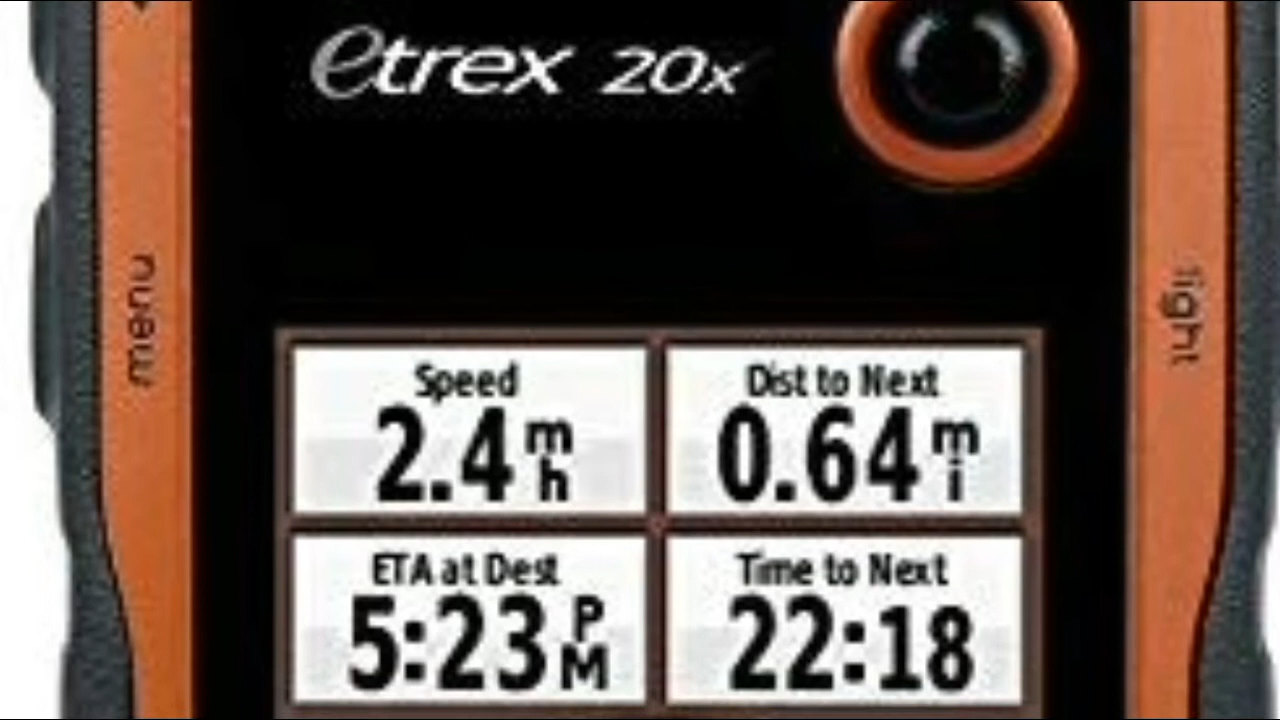 etrex 20x
menu
light
Speed
2.4 mh
Dist to Next
0.64 mi
ETA at Dest
5:23 PM
Time to Next
22:18